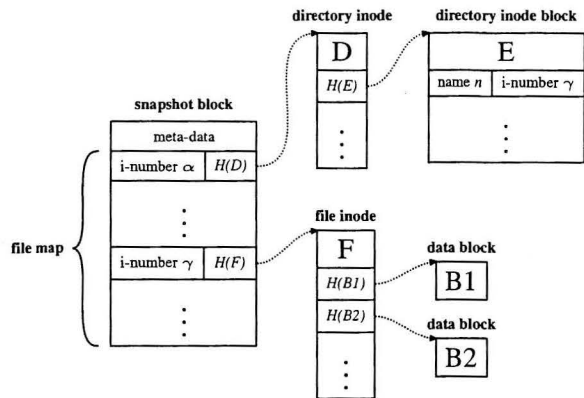 directory inode
directory inode block
D
E
H(E)
name n
i-number γ
snapshot block
meta-data
i-number α
H(D)
file map
file inode
i-number γ
H(F)
F
data block
H(B1)
B1
H(B2)
data block
B2